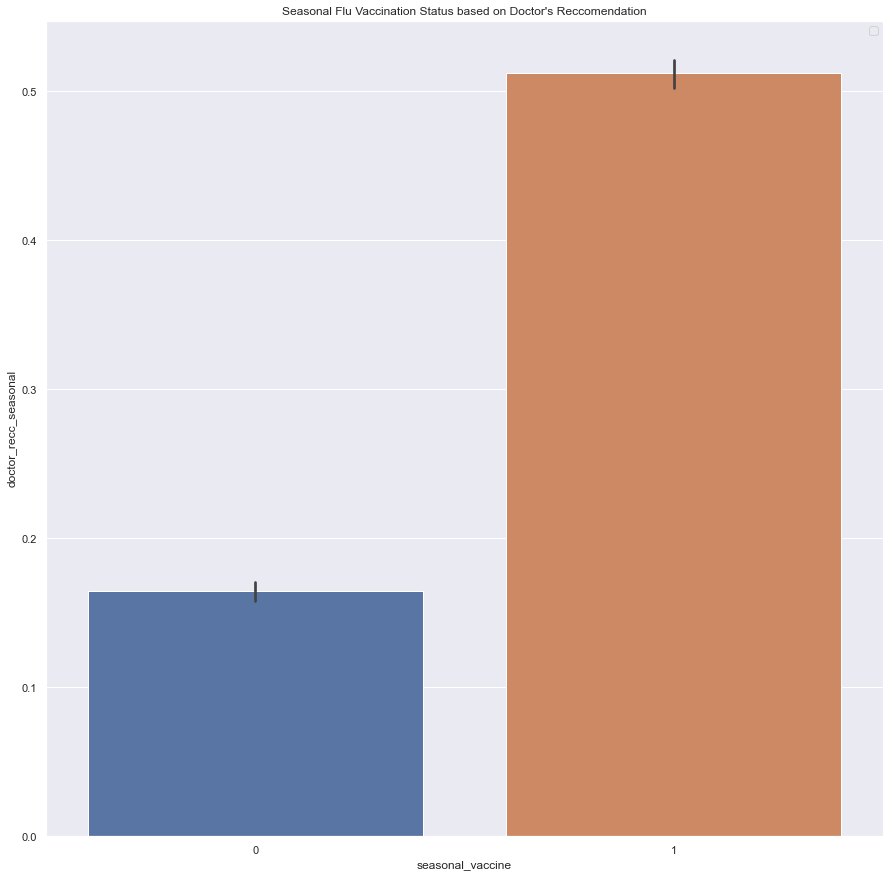 Seasonal Flu Vaccination Status based on Doctor's Reccomendation
0.5
0.4
0.3
0.2
0.1
0.0
doctor_recc_seasonal
0 1
seasonal_vaccine